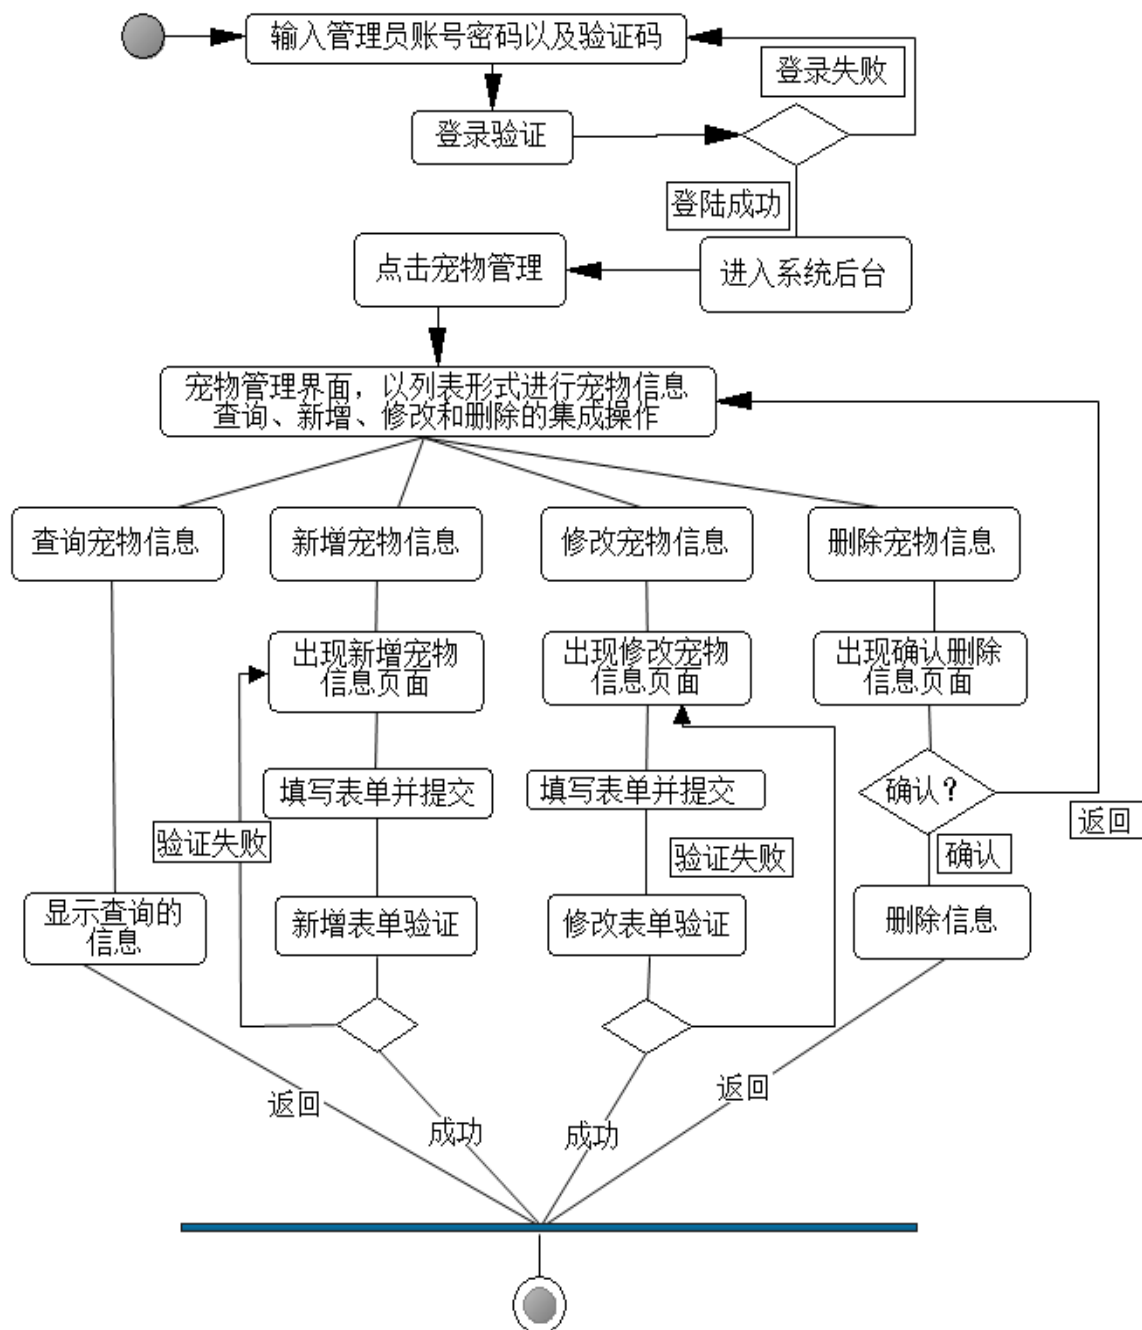 输入管理员账号密码以及验证码
登录失败
登录验证
登陆成功
点击宠物管理
进入系统后台
宠物管理界面，以列表形式进行宠物信息
查询、新增、修改和删除的集成操作
查询宠物信息
新增宠物信息
修改宠物信息
删除宠物信息
出现新增宠物
信息页面
出现修改宠物
信息页面
出现确认删除
信息页面
填写表单并提交
填写表单并提交
确认？
返回
验证失败
验证失败
确认
显示查询的
信息
新增表单验证
修改表单验证
删除信息
返回
成功
成功
返回